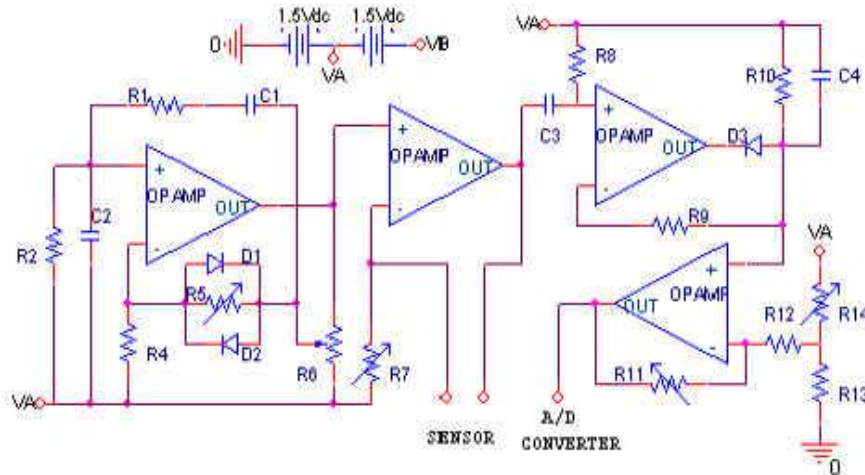 1.5Vdc 1.5Vdc
0
VA
VB
VA
R8
R10
C4
R1
C1
C3
+
OPAMP
OUT
-
D3
+
OPAMP
OUT
-
+
OPAMP
OUT
-
R2
C2
R9
VA
D1
R5
D2
+
OPAMP
OUT
-
R12
R14
R4
R6
R7
R11
R13
VA
SENSOR
A/D
CONVERTER
0